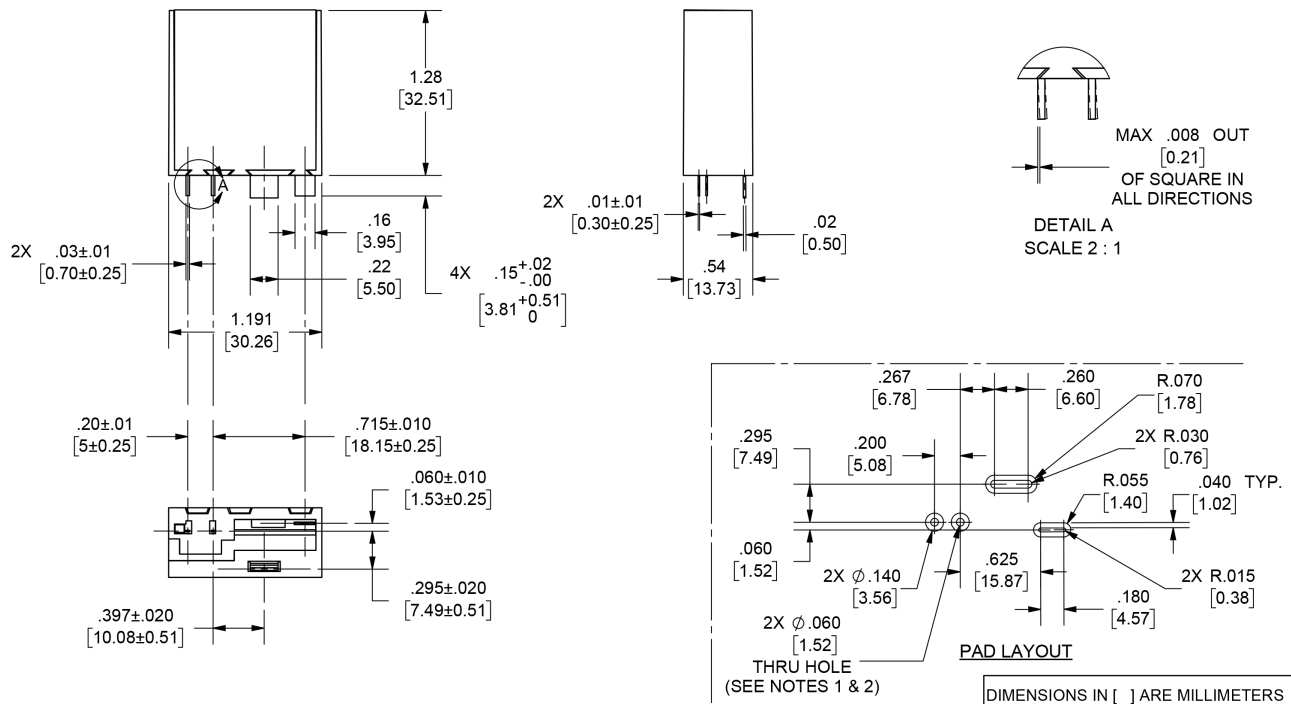 1.28
[32.51]
A
2X .03±.01
[0.70±0.25]
.16
[3.95]
.22
[5.50]
4X .15 +.02 -.00
[3.81 +0.51 0]
1.191
[30.26]
2X .01±.01
[0.30±0.25]
.02
[0.50]
.54
[13.73]
MAX .008 OUT
[0.21]
OF SQUARE IN
ALL DIRECTIONS
DETAIL A
SCALE 2 : 1
.20±.01
[5±0.25]
.715±.010
[18.15±0.25]
.060±.010
[1.53±0.25]
.295±.020
[7.49±0.51]
.397±.020
[10.08±0.51]
.267
[6.78]
.260
[6.60]
R.070
[1.78]
2X R.030
[0.76]
.295
[7.49]
.200
[5.08]
R.055
[1.40]
.040 TYP.
[1.02]
.060
[1.52]
.625
[15.87]
2X Ø.140
[3.56]
2X R.015
[0.38]
.180
[4.57]
2X Ø.060
[1.52]
THRU HOLE
(SEE NOTES 1 & 2)
PAD LAYOUT
DIMENSIONS IN [ ] ARE MILLIMETERS